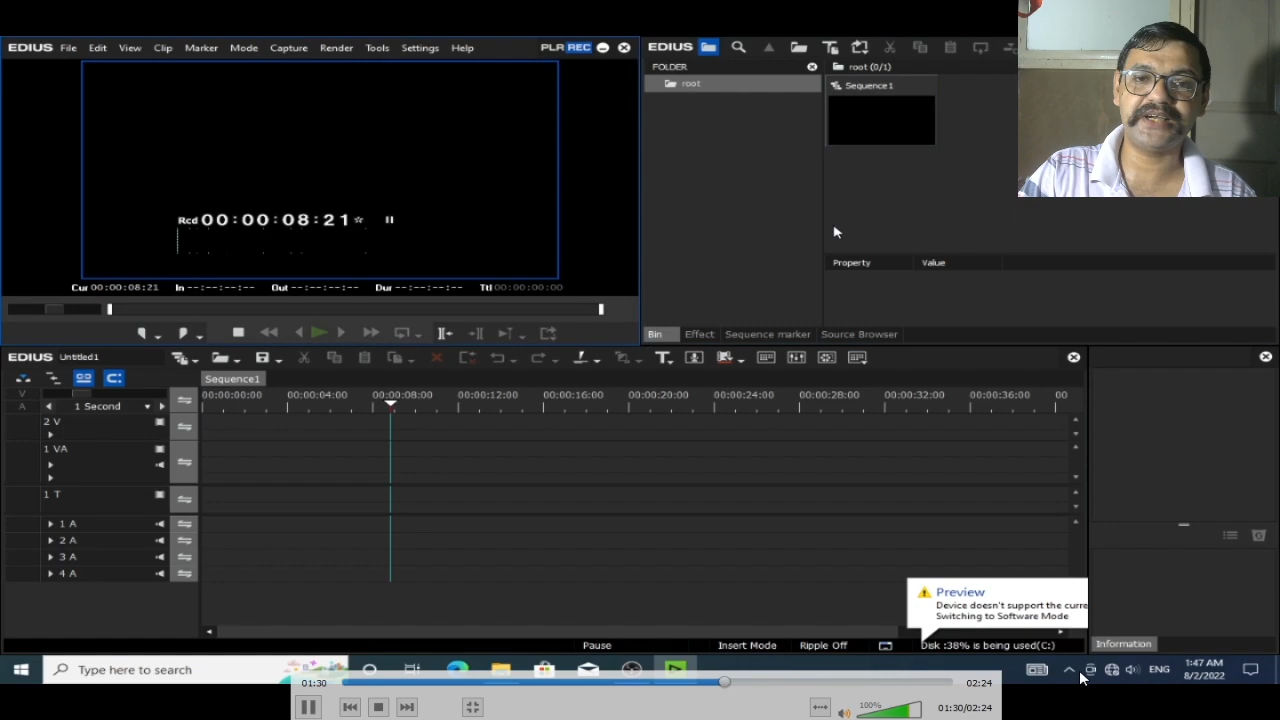 EDIUS File Edit View Clip Marker Mode Capture Render Tools Settings Help PLR REC
EDIUS
FOLDER
root (0/1)
root
Sequence1
Rcd 00:00:08:21
Cur 00:00:08:21 In --:--:--:-- Out --:--:--:-- Dur --:--:--:-- Ttl 00:00:00:00
Property Value
Bin Effect Sequence marker Source Browser
EDIUS Untitled1
Sequence1
V
A
1 Second
00:00:00:00 00:00:04:00 00:00:08:00 00:00:12:00 00:00:16:00 00:00:20:00 00:00:24:00 00:00:28:00 00:00:32:00 00:00:36:00 00
2 V
1 VA
1 T
1 A
2 A
3 A
4 A
Preview
Device doesn't support the curre
Switching to Software Mode
Pause Insert Mode Ripple Off Disk :38% is being used(C:)
Information
Type here to search
ENG
1:47 AM
8/2/2022
01:30 02:24
100% 01:30/02:24